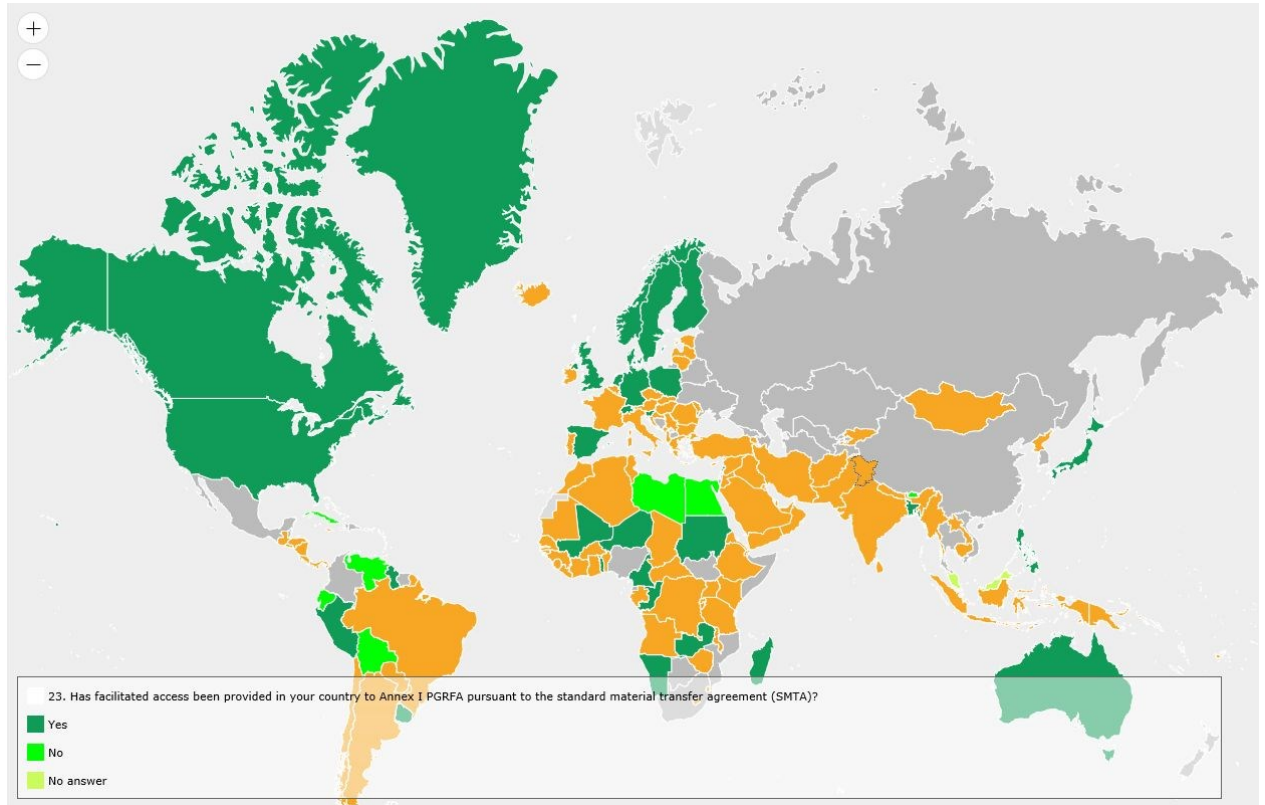 +
−
23. Has facilitated access been provided in your country to Annex I PGRFA pursuant to the standard material transfer agreement (SMTA)?
Yes
No
No answer